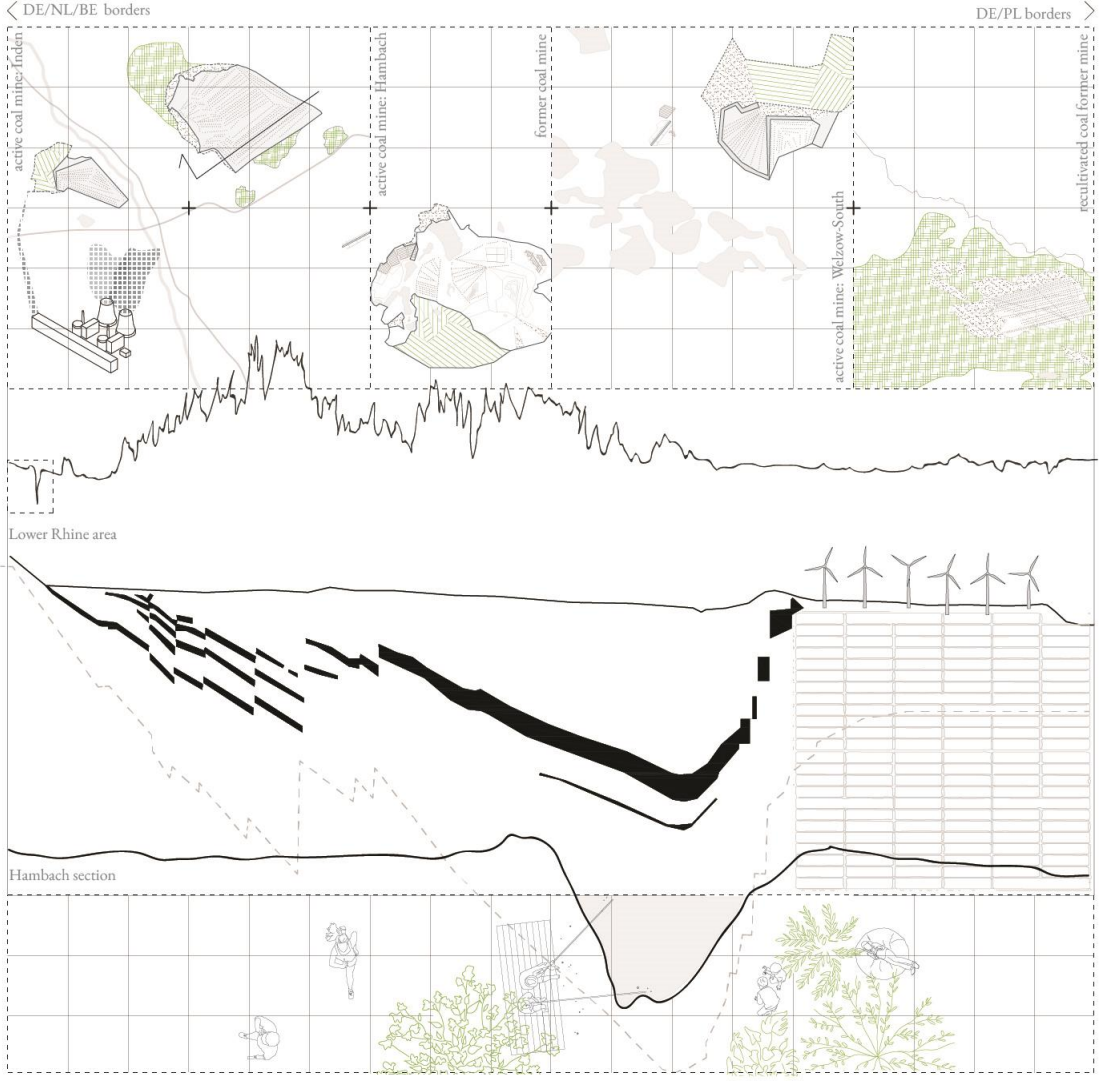 DE/NL/BE borders
DE/PL borders
active coal mine: Inden
active coal mine: Hambach
former coal mine
active coal mine: Welzow-South
recultivated coal former mine
Lower Rhine area
Hambach section